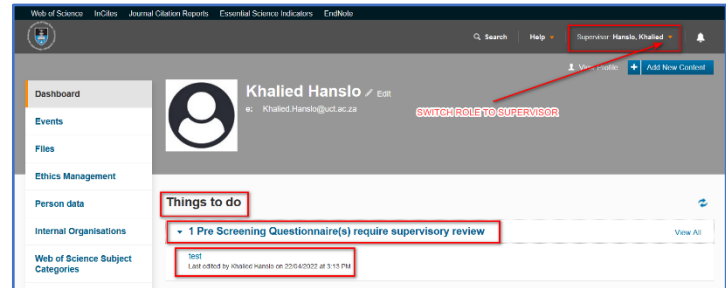 Web of Science InCites Journal Citation Reports Essential Science Indicators EndNote
Search Help Supervisor: Hanslo, Khalied
View Profile + Add New Content
Dashboard
Khalied Hanslo Edit
e: Khalied.Hanslo@uct.ac.za
SWITCH ROLE TO SUPERVISOR
Events
Files
Ethics Management
Person data
Things to do
Internal Organisations
1 Pre Screening Questionnaire(s) require supervisory review View All
test
Last edited by Khalied Hanslo on 22/04/2022 at 3:13 PM
Web of Science Subject
Categories